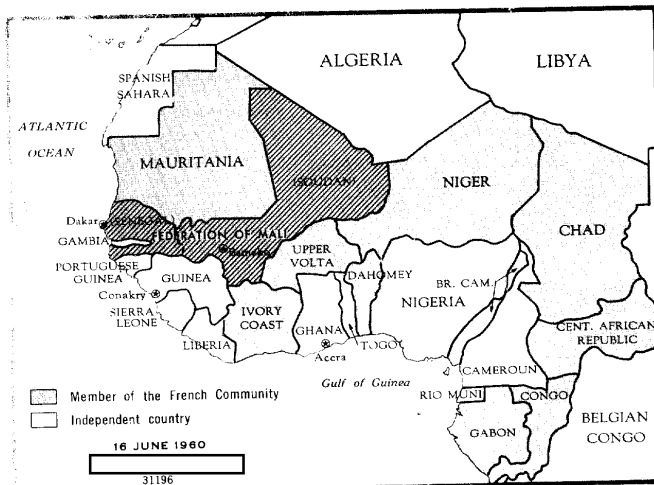 ALGERIA
LIBYA
SPANISH
SAHARA
ATLANTIC
OCEAN
MAURITANIA
(SOUDAN)
NIGER
CHAD
Dakar
(SENEGAL)
FEDERATION OF MALI
GAMBIA
Bamako
UPPER
VOLTA
DAHOMEY
BR. CAM.
PORTUGUESE
GUINEA
GUINEA
NIGERIA
Conakry
IVORY
COAST
GHANA
SIERRA
LEONE
CENT. AFRICAN
REPUBLIC
LIBERIA
TOGO
Accra
CAMEROUN
Gulf of Guinea
Member of the French Community
RIO MUNI
CONGO
Independent country
BELGIAN
CONGO
GABON
16 JUNE 1960
31196